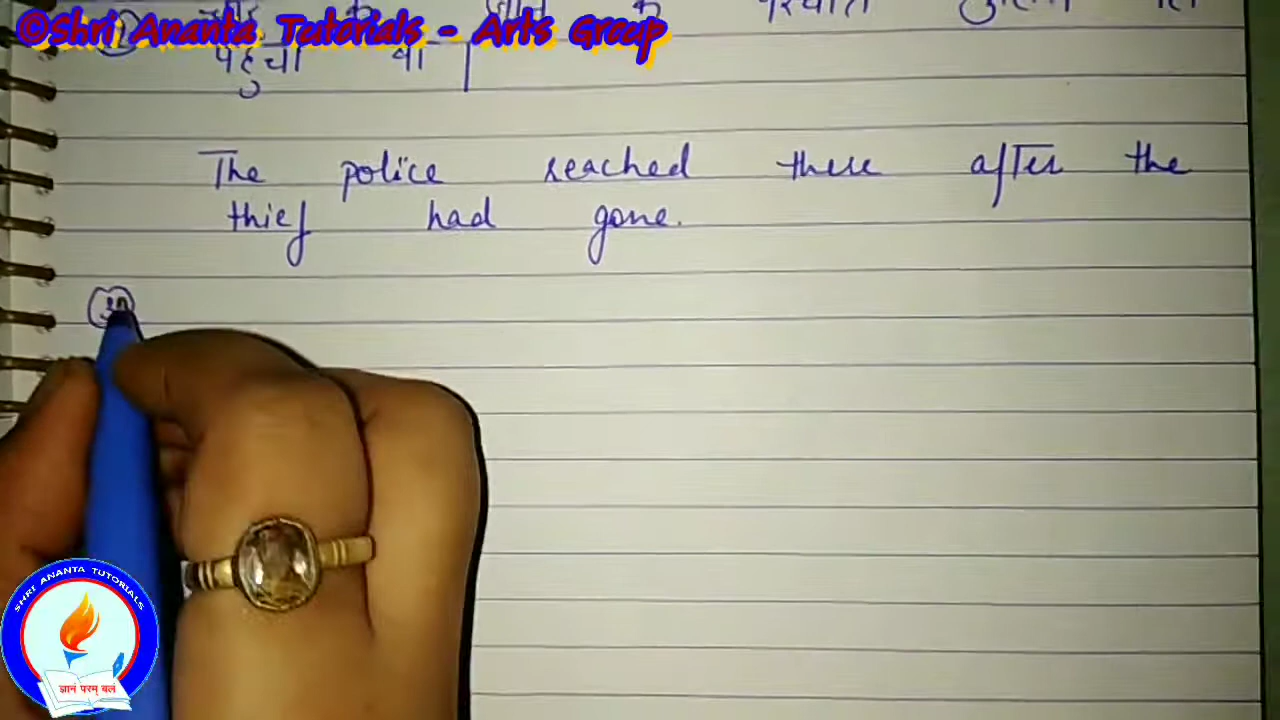 ©Shri Ananta Tutorials - Arts Group
पहुंची थी।
The police reached there after the
thief had gone.
SHRI ANANTA TUTORIALS
ज्ञानं परमं बलं